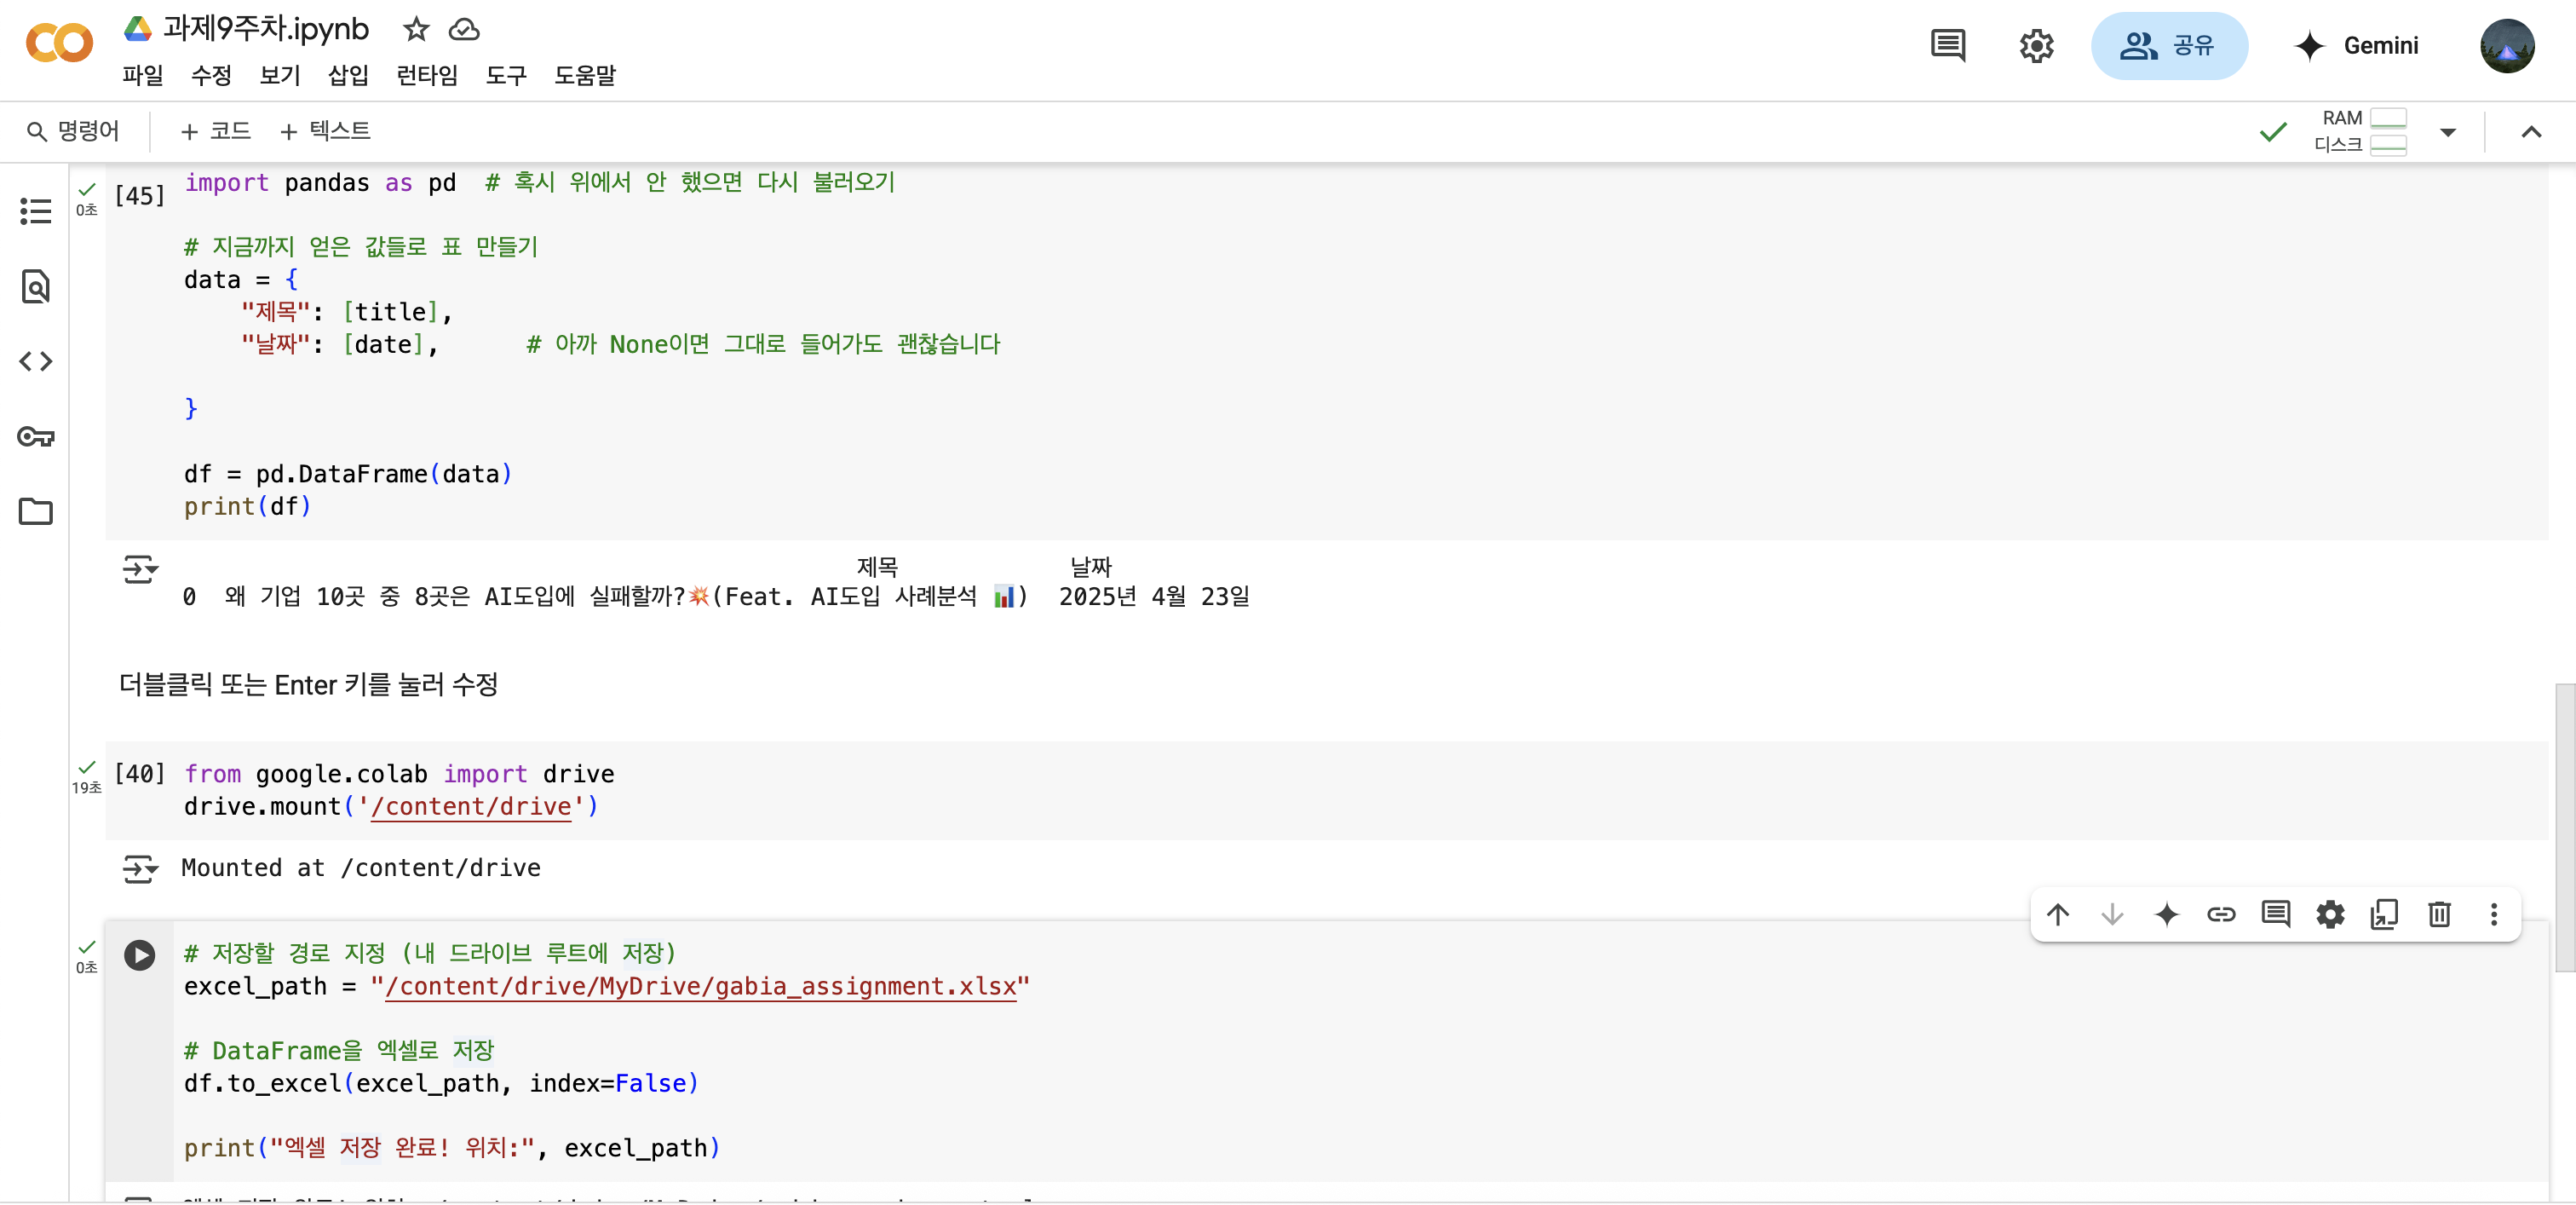 과제9주차.ipynb
파일 수정 보기 삽입 런타임 도구 도움말
공유
Gemini
명령어 + 코드 + 텍스트
RAM
디스크
0초
[45] import pandas as pd  # 혹시 위에서 안 했으면 다시 불러오기
# 지금까지 얻은 값들로 표 만들기
data = {
"제목": [title],
"날짜": [date],      # 아까 None이면 그대로 들어가도 괜찮습니다
}
df = pd.DataFrame(data)
print(df)
제목 날짜
0 왜 기업 10곳 중 8곳은 AI도입에 실패할까?💥(Feat. AI도입 사례분석 📊) 2025년 4월 23일
더블클릭 또는 Enter 키를 눌러 수정
19초
[40] from google.colab import drive
drive.mount('/content/drive')
Mounted at /content/drive
0초
# 저장할 경로 지정 (내 드라이브 루트에 저장)
excel_path = "/content/drive/MyDrive/gabia_assignment.xlsx"
# DataFrame을 엑셀로 저장
df.to_excel(excel_path, index=False)
print("엑셀 저장 완료! 위치:", excel_path)